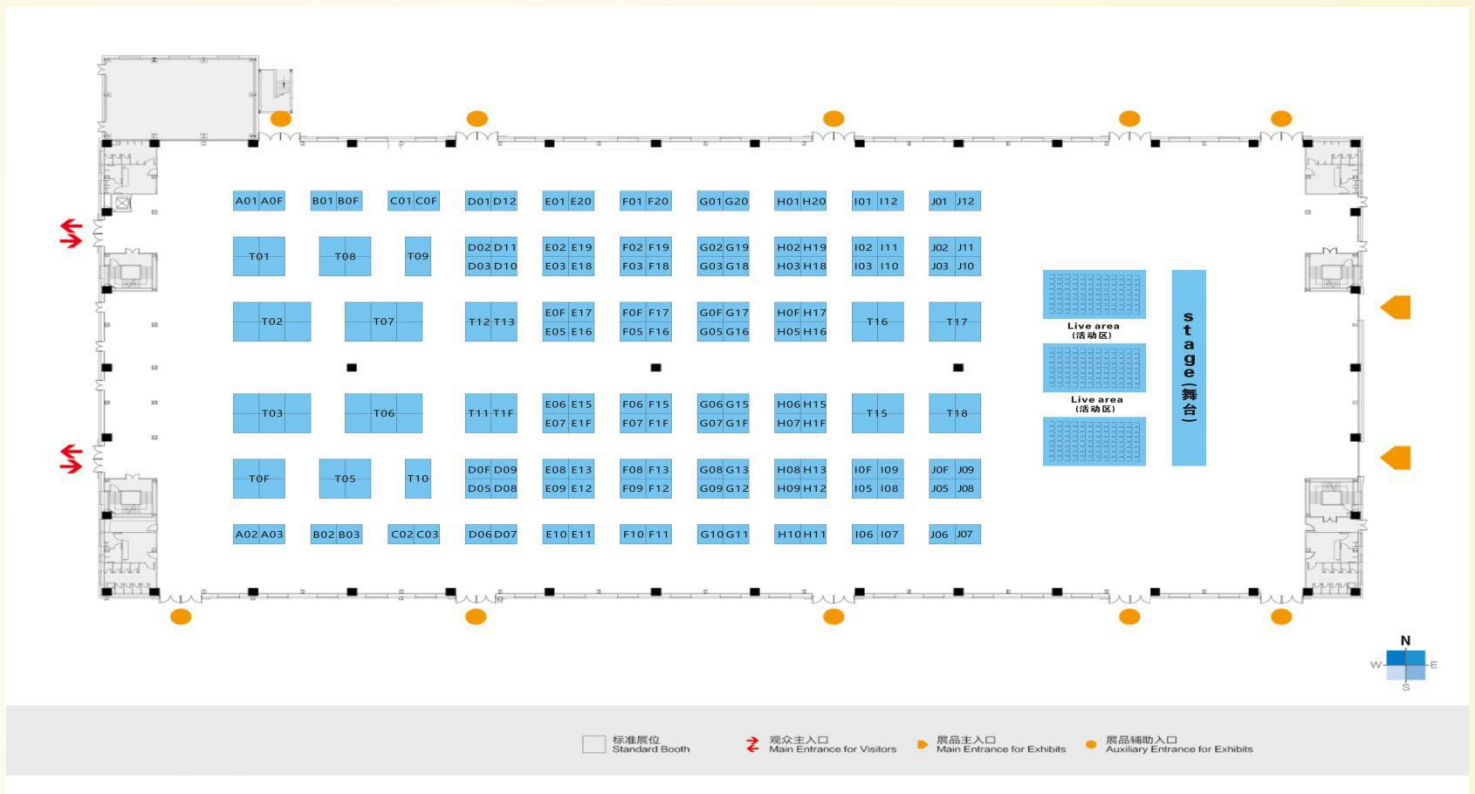 A01 A0F B01 B0F C01 C0F D01 D12 E01 E20 F01 F20 G01 G20 H01 H20 I01 I12 J01 J12
D02 D11 E02 E19 F02 F19 G02 G19 H02 H19 I02 I11 J02 J11
T01 T08 T09
D03 D10 E03 E18 F03 F18 G03 G18 H03 H18 I03 I10 J03 J10
E0F E17 F0F F17 G0F G17 H0F H17
T02 T07 T12 T13 T16 T17
E05 E16 F05 F16 G05 G16 H05 H16
Live area
(活动区)
stage(舞台)
E06 E15 F06 F15 G06 G15 H06 H15
T03 T06 T11 T1F T15 T18
E07 E1F F07 F1F G07 G1F H07 H1F
Live area
(活动区)
D0F D09 E08 E13 F08 F13 G08 G13 H08 H13 I0F I09 J0F J09
T0F T05 T10
D05 D08 E09 E12 F09 F12 G09 G12 H09 H12 I05 I08 J05 J08
A02 A03 B02 B03 C02 C03 D06 D07 E10 E11 F10 F11 G10 G11 H10 H11 I06 I07 J06 J07
N
W E
S
标准展位
Standard Booth
观众主入口
Main Entrance for Visitors
展品主入口
Main Entrance for Exhibits
展品辅助入口
Auxiliary Entrance for Exhibits